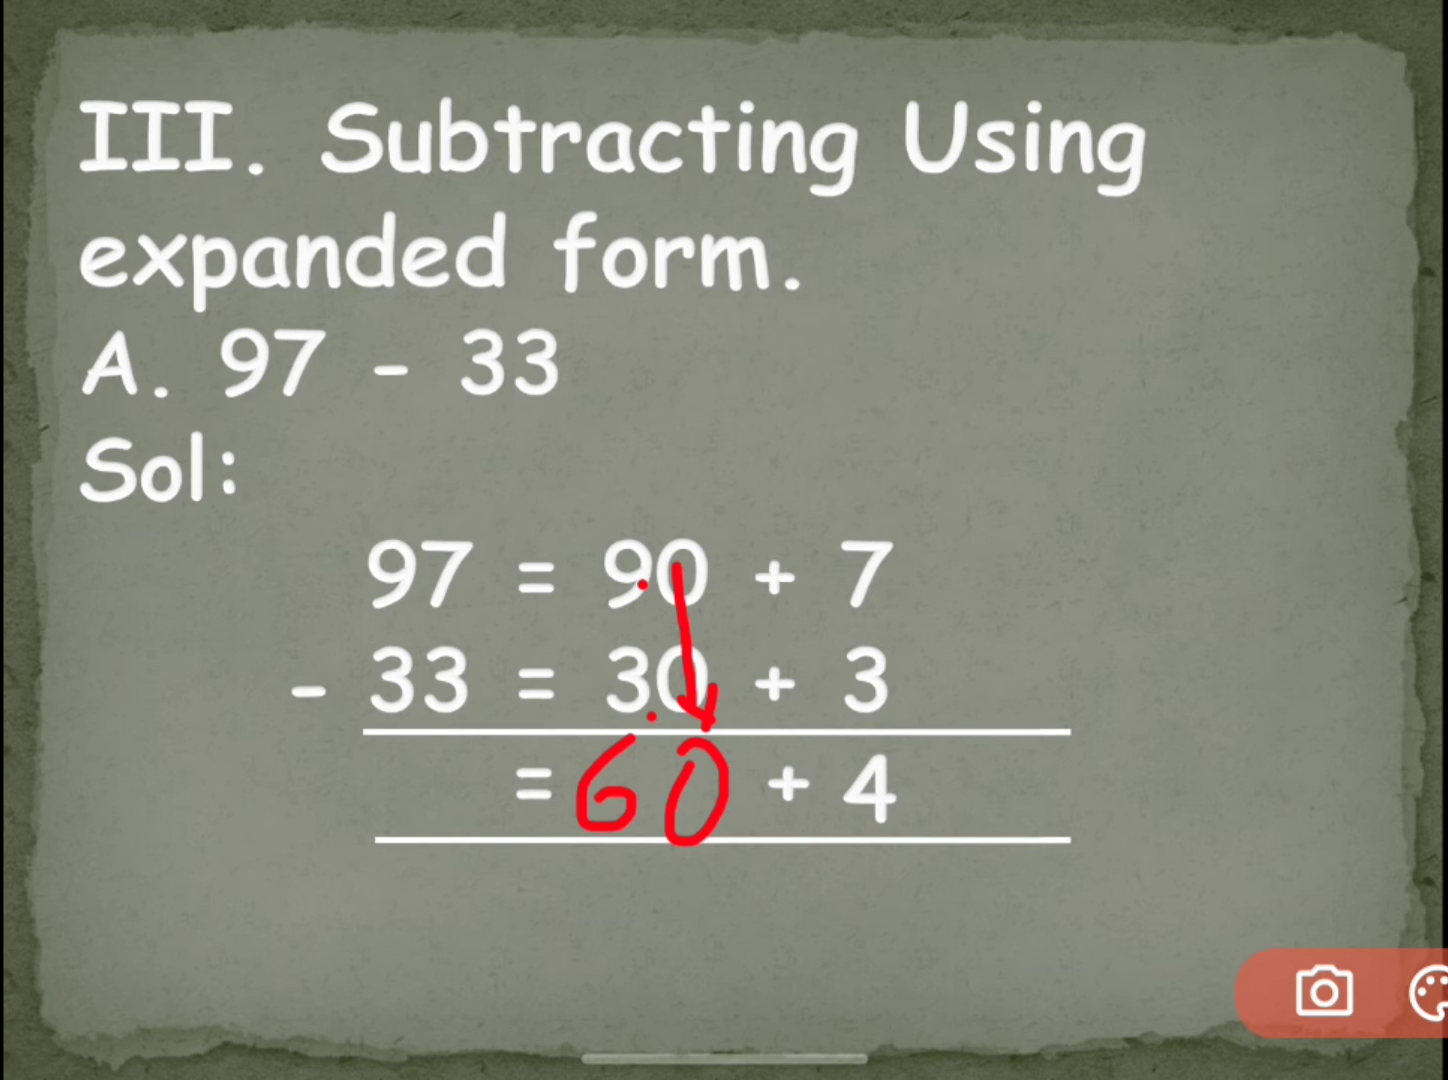 III. Subtracting Using
expanded form.
A. 97 - 33
Sol:
97 = 90 + 7
- 33 = 30 + 3
= 60 + 4